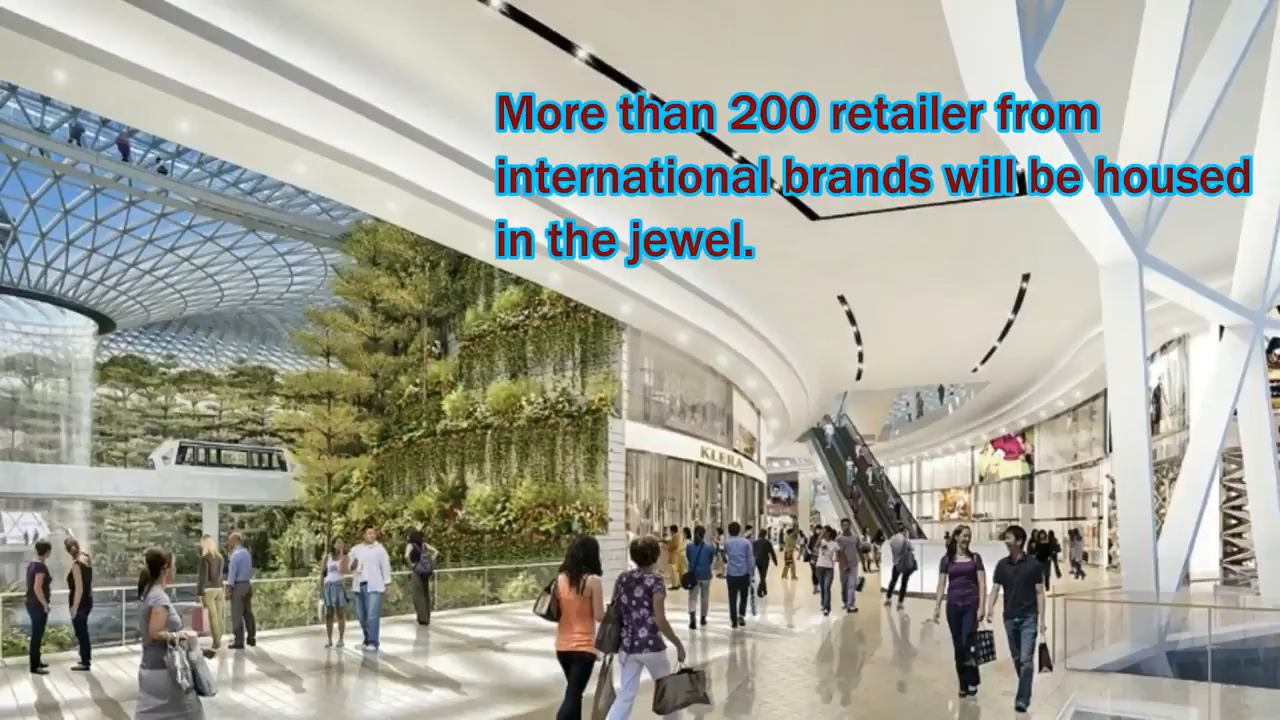 More than 200 retailer from
international brands will be housed
in the jewel.
KLERA